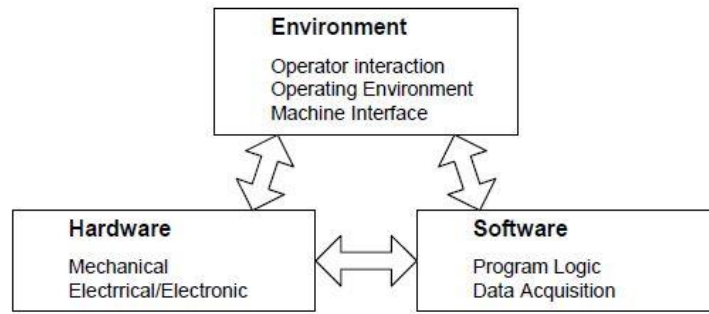 Environment
Operator interaction
Operating Environment
Machine Interface
Hardware
Mechanical
Electrrical/Electronic
Software
Program Logic
Data Acquisition